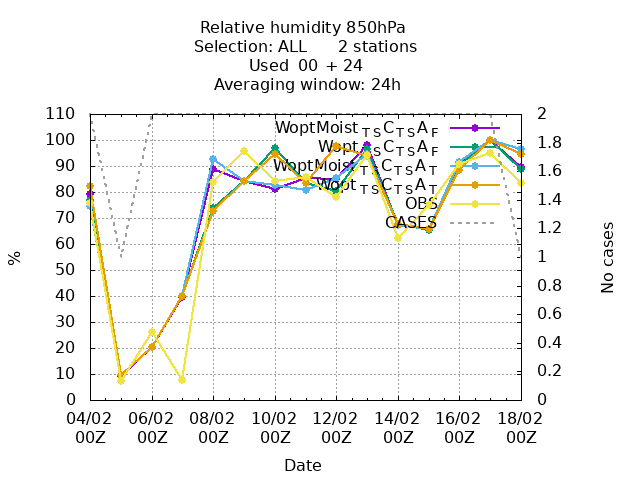 Relative humidity 850hPa
Selection: ALL 2 stations
Used 00 + 24
Averaging window: 24h
110
100
90
80
70
60
50
40
30
20
10
0
%
2
1.8
1.6
1.4
1.2
1
0.8
0.6
0.4
0.2
0
No cases
WoptMoist TS C TS A F
Wopt TS C TS A F
WoptMoist TS C TS A T
Wopt TS C TS A T
OBS
CASES
04/02 06/02 08/02 10/02 12/02 14/02 16/02 18/02
00Z 00Z 00Z 00Z 00Z 00Z 00Z 00Z
Date